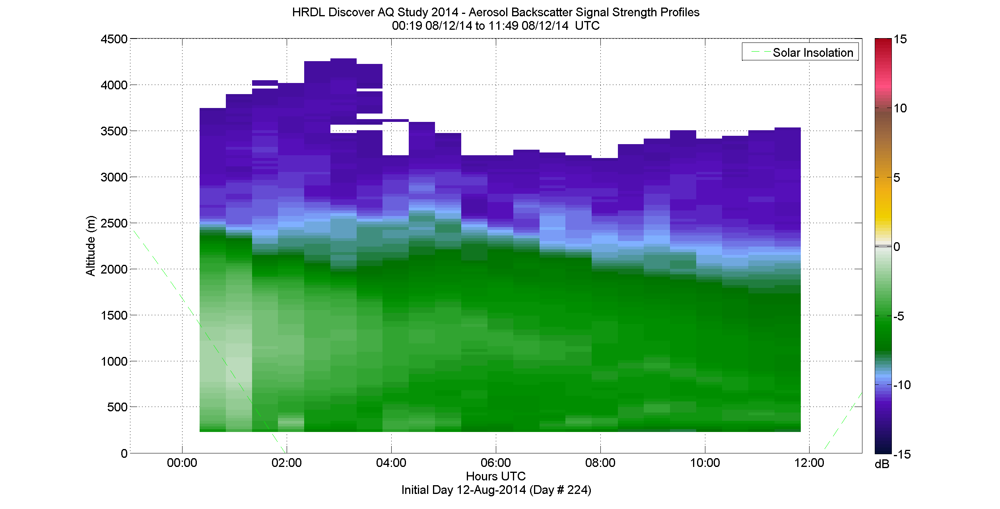 HRDL Discover AQ Study 2014 - Aerosol Backscatter Signal Strength Profiles
00:19 08/12/14 to 11:49 08/12/14  UTC
Solar Insolation
Altitude (m)
4500
4000
3500
3000
2500
2000
1500
1000
500
0
00:00 02:00 04:00 06:00 08:00 10:00 12:00
Hours UTC
Initial Day 12-Aug-2014 (Day # 224)
15
10
5
0
-5
-10
-15
dB